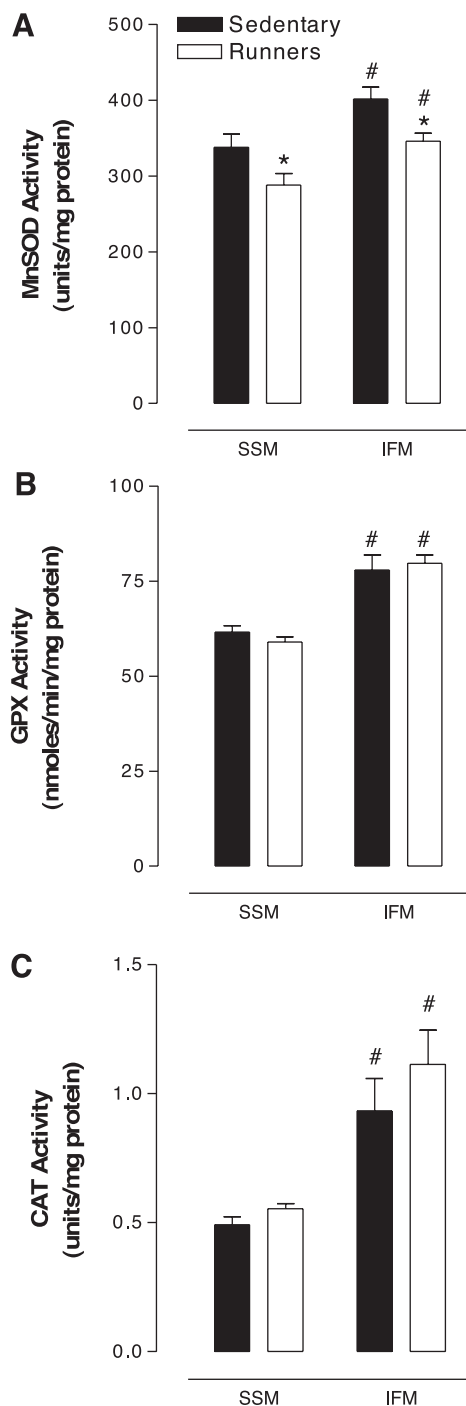 A
Sedentary
Runners
MnSOD Activity
(units/mg protein)
500
400
300
200
100
0
#
#
*
*
SSM
IFM
B
GPX Activity
(nmoles/min/mg protein)
100
75
50
25
0
#
#
SSM
IFM
C
CAT Activity
(units/mg protein)
1.5
1.0
0.5
0.0
#
#
SSM
IFM